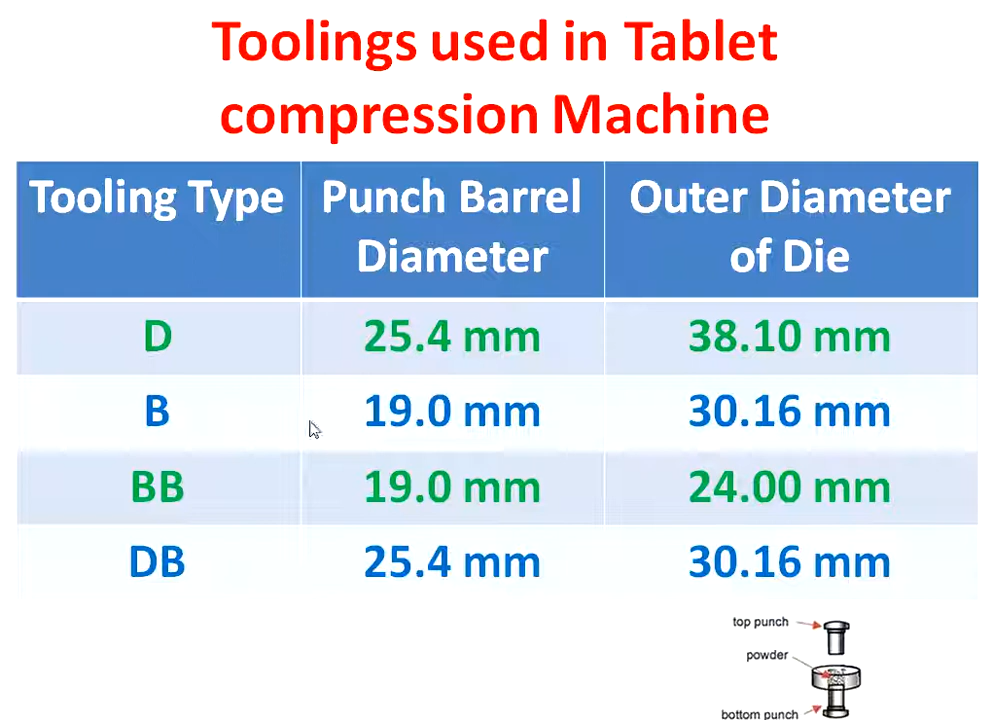 Toolings used in Tablet
compression Machine
Tooling Type Punch Barrel Diameter Outer Diameter of Die
D 25.4 mm 38.10 mm
B 19.0 mm 30.16 mm
BB 19.0 mm 24.00 mm
DB 25.4 mm 30.16 mm
top punch
powder
bottom punch